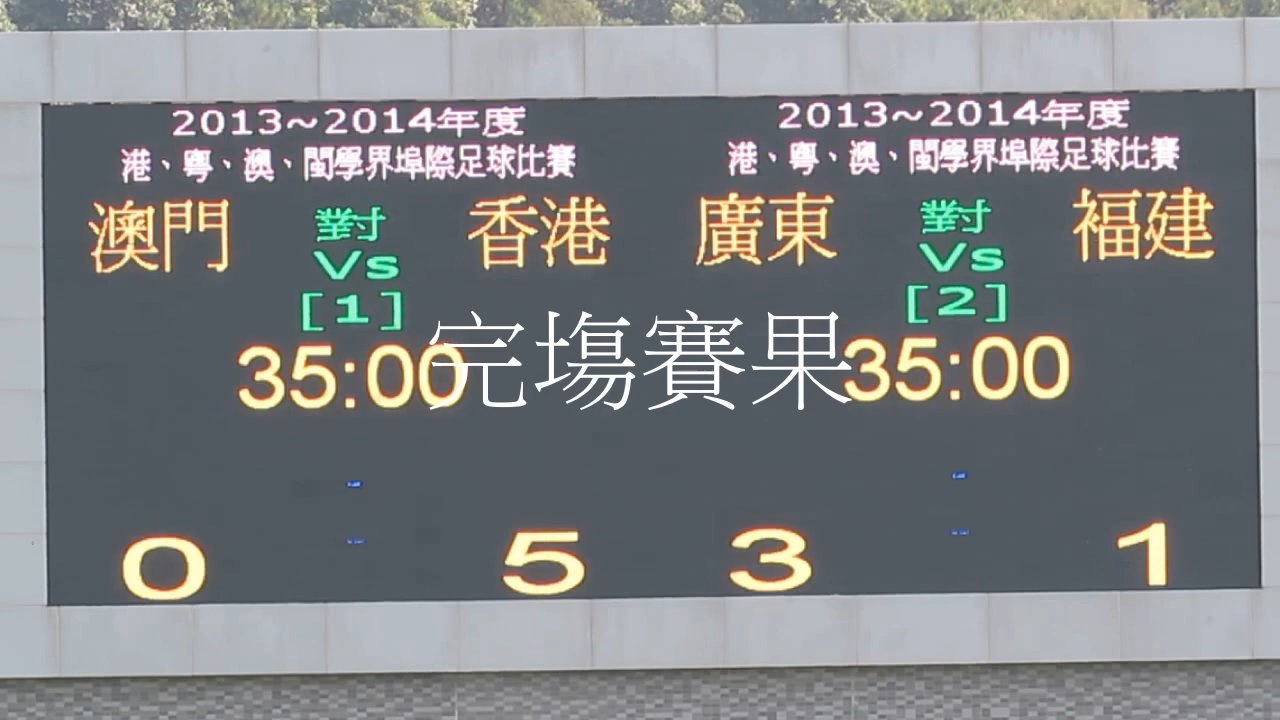 2013~2014年度
港、粵、澳、閩學界埠際足球比賽
澳門 對 香港
Vs
[1]
35:00
0 : 5
2013~2014年度
港、粵、澳、閩學界埠際足球比賽
廣東 對 福建
Vs
[2]
35:00
3 : 1
完塲賽果